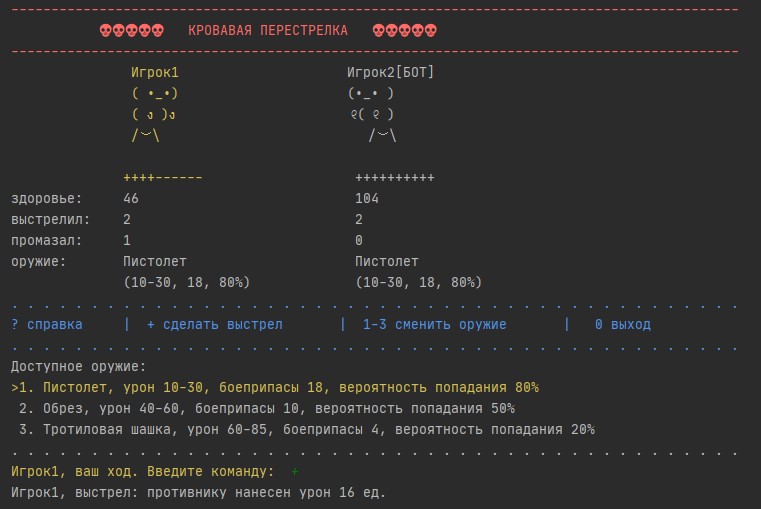 💀💀💀💀💀 КРОВАВАЯ ПЕРЕСТРЕЛКА 💀💀💀💀💀
Игрок1 Игрок2[БОТ]
( •_•) (•_• )
( ง )ง ୧( ୧ )
/︶\ /︶\
++++------ ++++++++++
здоровье: 46 104
выстрелил: 2 2
промазал: 1 0
оружие: Пистолет Пистолет
(10-30, 18, 80%) (10-30, 18, 80%)
? справка | + сделать выстрел | 1-3 сменить оружие | 0 выход
Доступное оружие:
>1. Пистолет, урон 10-30, боеприпасы 18, вероятность попадания 80%
2. Обрез, урон 40-60, боеприпасы 10, вероятность попадания 50%
3. Тротиловая шашка, урон 60-85, боеприпасы 4, вероятность попадания 20%
Игрок1, ваш ход. Введите команду: +
Игрок1, выстрел: противнику нанесен урон 16 ед.